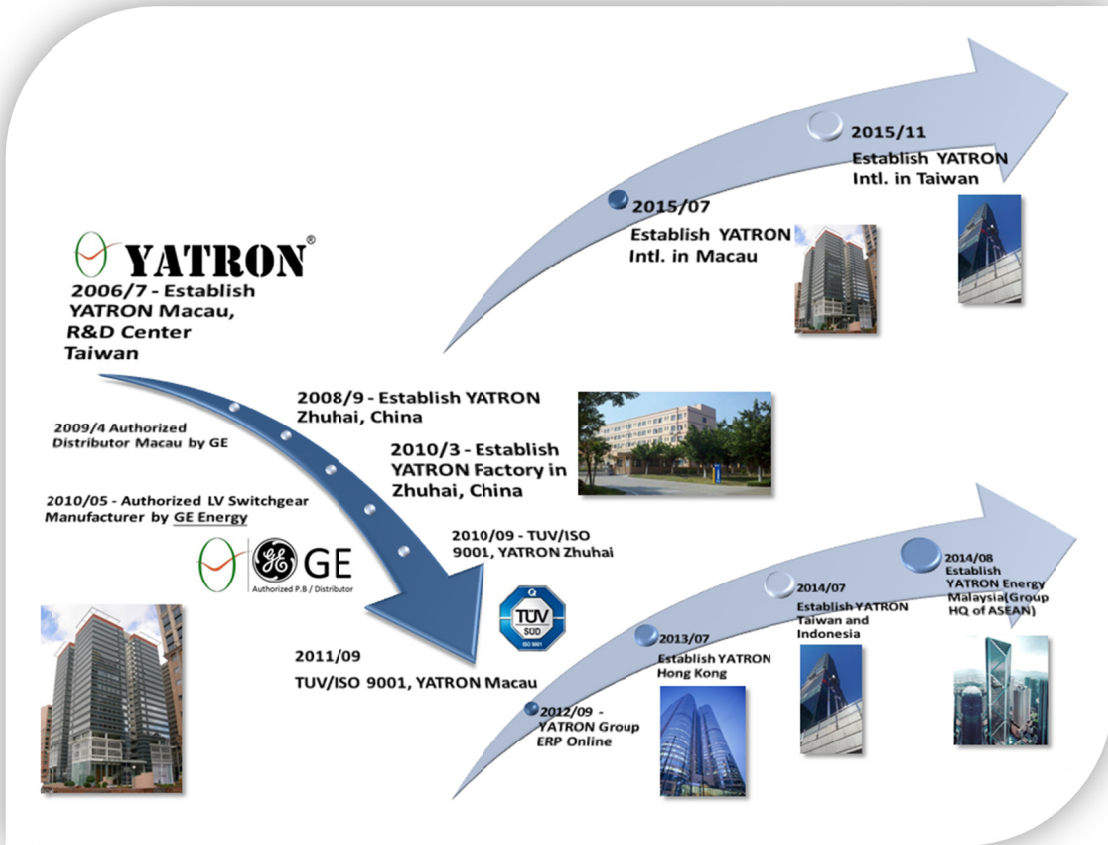 YATRON®
2006/7 - Establish
YATRON Macau,
R&D Center
Taiwan
2008/9 - Establish YATRON
Zhuhai, China
2009/4 Authorized
Distributor Macau by GE
2010/3 - Establish
YATRON Factory in
Zhuhai, China
2010/05 - Authorized LV Switchgear
Manufacturer by GE Energy
GE
Authorized P.B / Distributor
2010/09 - TUV/ISO
9001, YATRON Zhuhai
Q
TÜV
SÜD
ISO 9001
2011/09
TUV/ISO 9001, YATRON Macau
2012/09 -
YATRON Group
ERP Online
2013/07
Establish YATRON
Hong Kong
2014/07
Establish YATRON
Taiwan and
Indonesia
2014/08
Establish
YATRON Energy
Malaysia(Group
HQ of ASEAN)
2015/07
Establish YATRON
Intl. in Macau
2015/11
Establish YATRON
Intl. in Taiwan